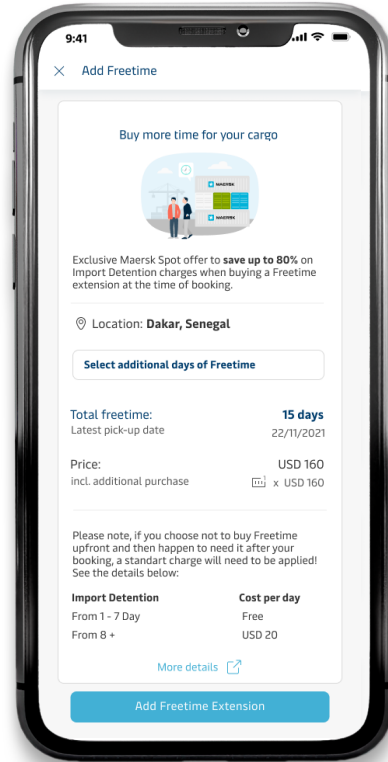 9:41
Add Freetime
Buy more time for your cargo
MAERSK
MAERSK
Exclusive Maersk Spot offer to save up to 80% on
Import Detention charges when buying a Freetime
extension at the time of booking.
Location: Dakar, Senegal
Select additional days of Freetime
Total freetime: 15 days
Latest pick-up date 22/11/2021
Price: USD 160
incl. additional purchase 1 x USD 160
Please note, if you choose not to buy Freetime
upfront and then happen to need it after your
booking, a standart charge will need to be applied!
See the details below:
Import Detention Cost per day
From 1 - 7 Day Free
From 8 + USD 20
More details
Add Freetime Extension